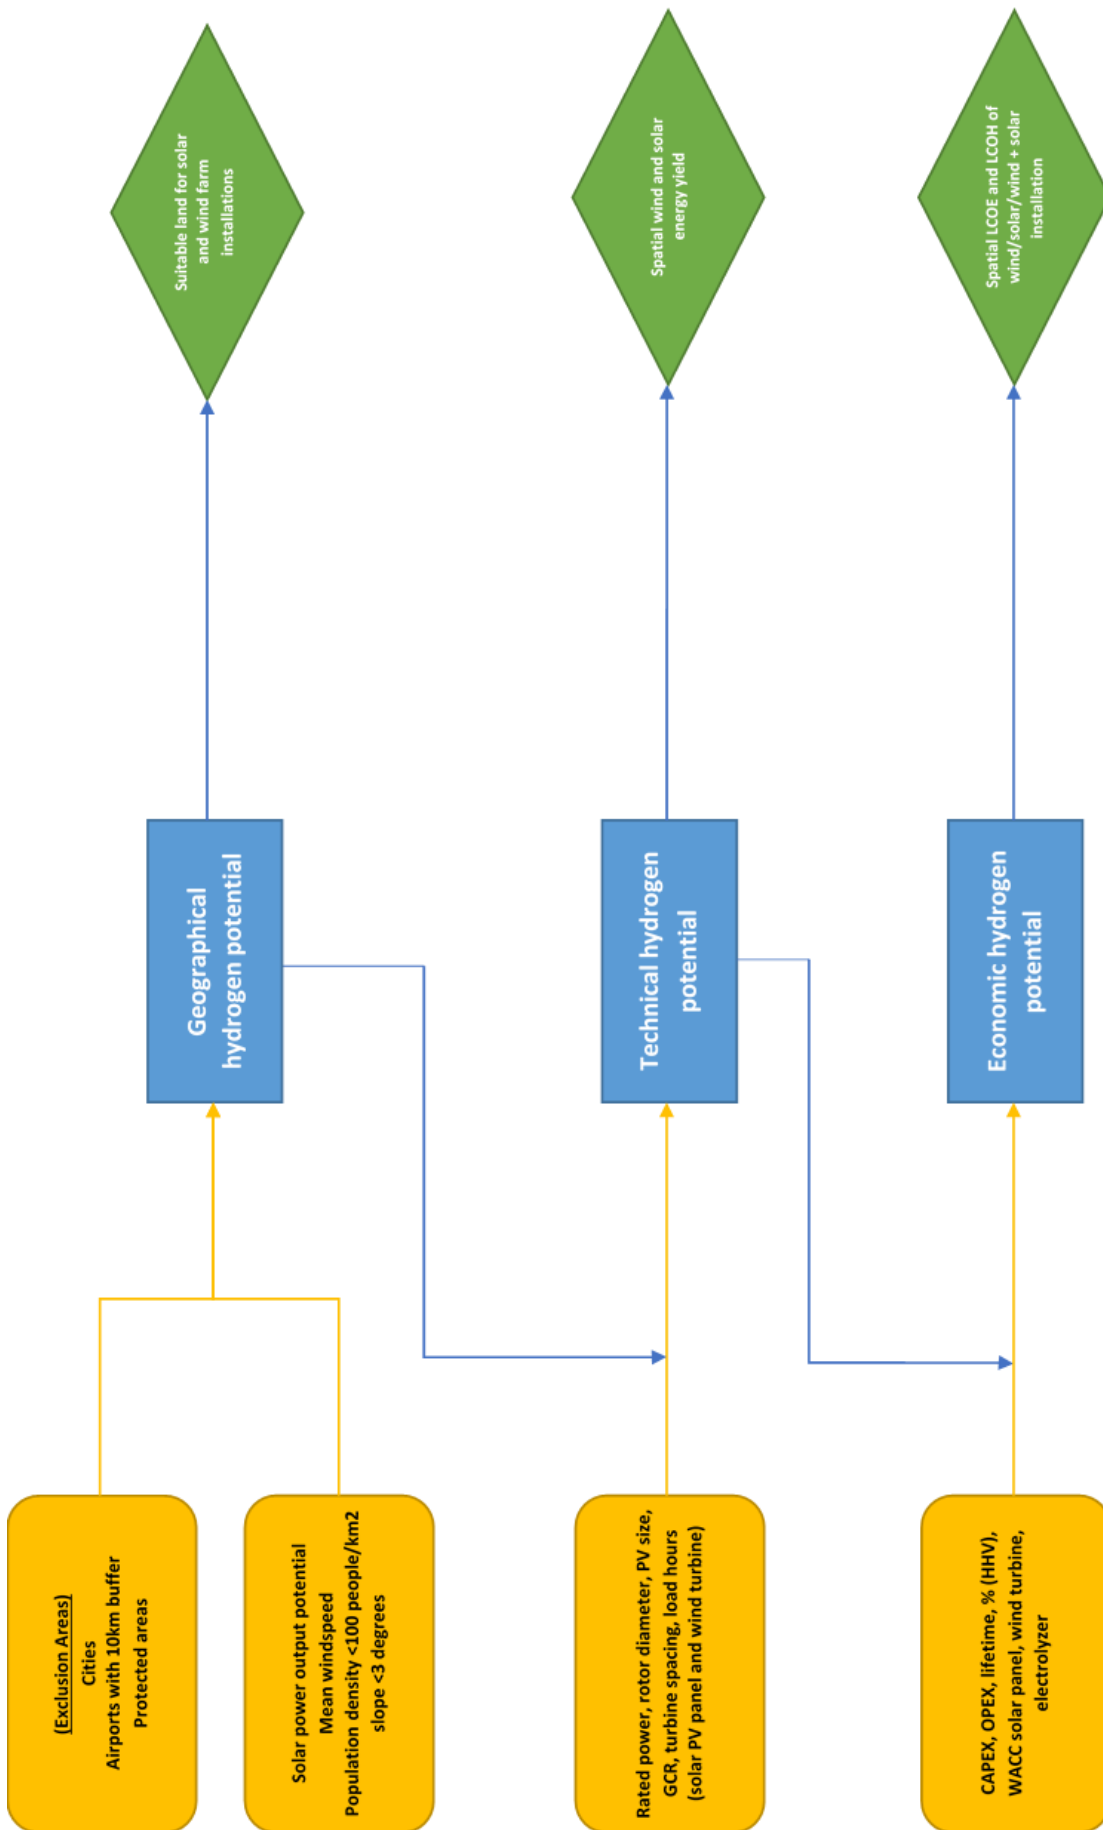 (Exclusion Areas)
Cities
Airports with 10km buffer
Protected areas
Solar power output potential
Mean windspeed
Population density <100 people/km2
slope <3 degrees
Geographical
hydrogen potential
Suitable land for solar
and wind farm
installations
Rated power, rotor diameter, PV size,
GCR, turbine spacing, load hours
(solar PV panel and wind turbine)
Technical hydrogen
potential
Spatial wind and solar
energy yield
CAPEX, OPEX, lifetime, % (HHV),
WACC solar panel, wind turbine,
electrolyzer
Economic hydrogen
potential
Spatial LCOE and LCOH of
wind/solar/wind + solar
installation